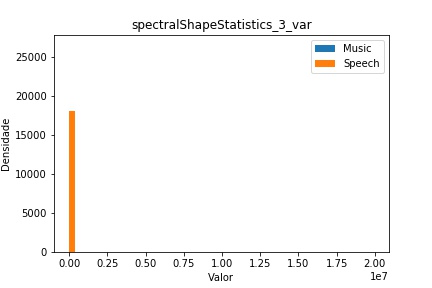 spectralShapeStatistics_3_var
Music
Speech
25000
20000
15000
10000
5000
0
Densidade
0.00 0.25 0.50 0.75 1.00 1.25 1.50 1.75 2.00
1e7
Valor